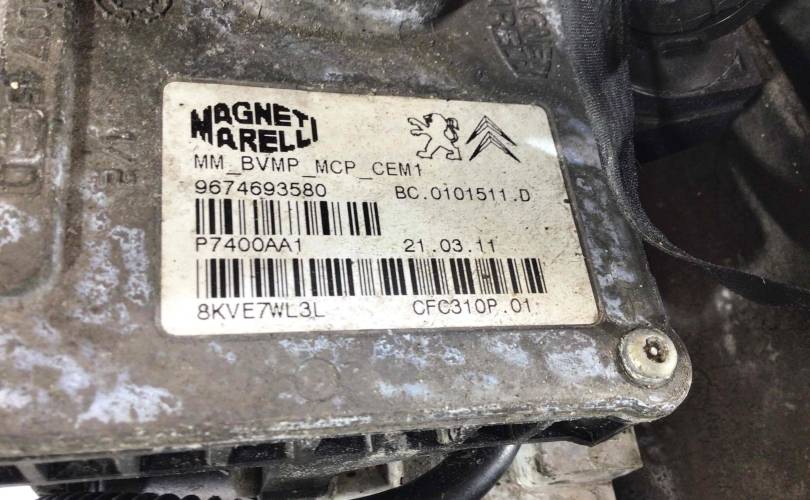 MAGNETI
MARELLI
MM_BVMP_MCP_CEM1
9674693580 BC.0101511.D
P7400AA1 21.03.11
8KVE7WL3L CFC310P.01